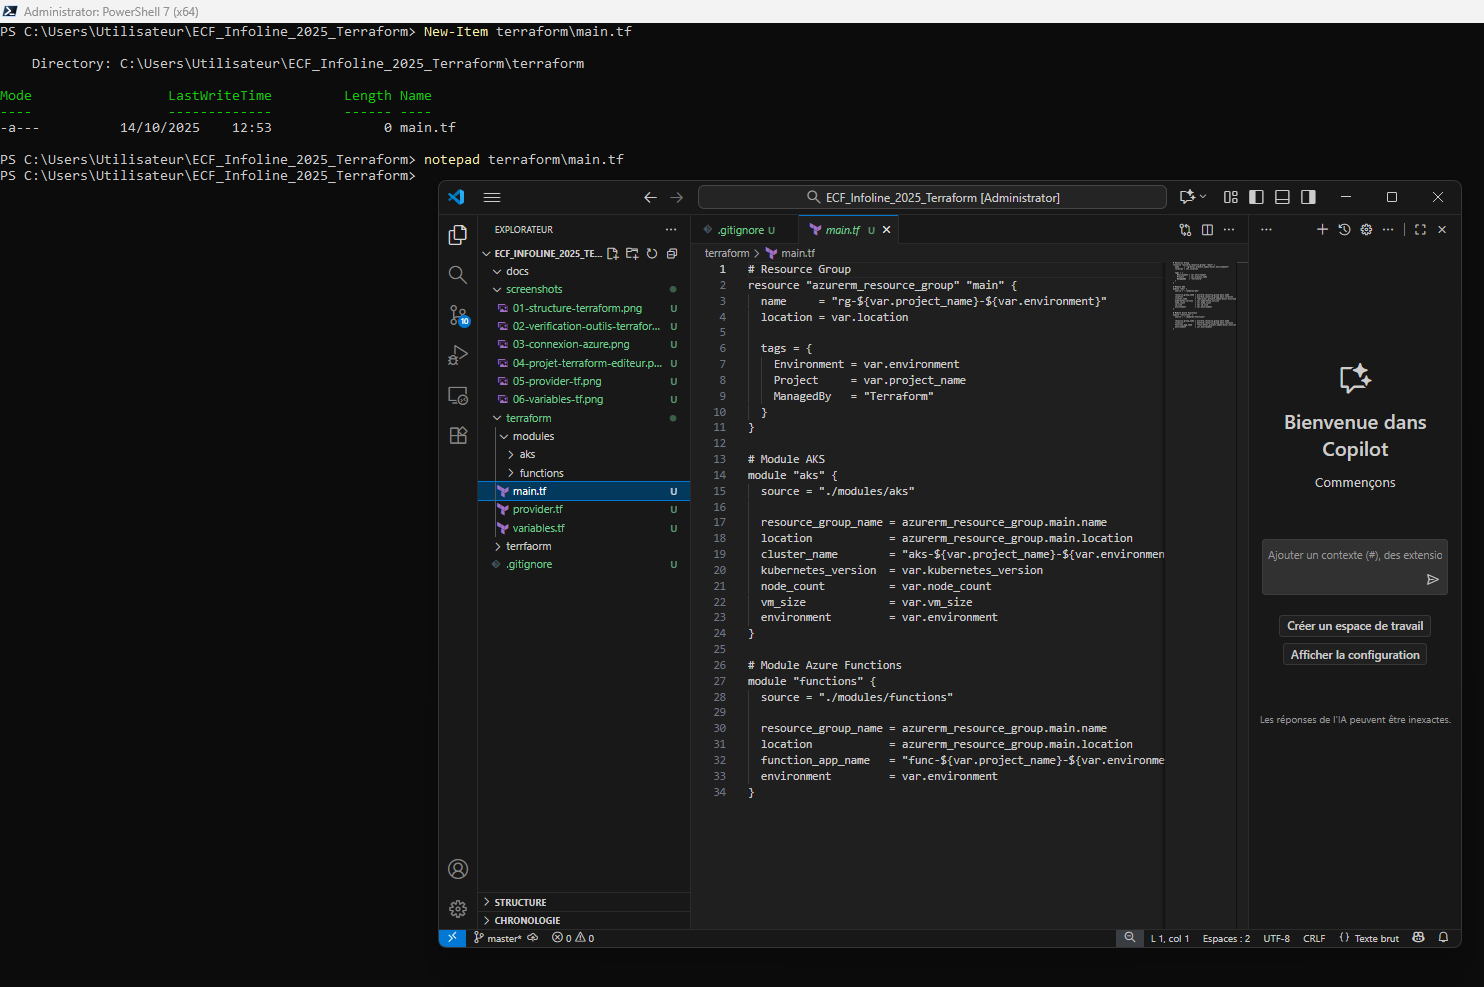 Administrator: PowerShell 7 (x64)
PS C:\Users\Utilisateur\ECF_Infoline_2025_Terraform> New-Item terraform\main.tf
Directory: C:\Users\Utilisateur\ECF_Infoline_2025_Terraform\terraform
Mode LastWriteTime Length Name
---- ------------- ------ ----
-a--- 14/10/2025 12:53 0 main.tf
PS C:\Users\Utilisateur\ECF_Infoline_2025_Terraform> notepad terraform\main.tf
PS C:\Users\Utilisateur\ECF_Infoline_2025_Terraform>
ECF_Infoline_2025_Terraform [Administrator]
EXPLORATEUR
ECF_INFOLINE_2025_TE...
docs
screenshots
01-structure-terraform.png U
02-verification-outils-terrafor... U
03-connexion-azure.png U
04-projet-terraform-editeur.p... U
05-provider-tf.png U
06-variables-tf.png U
terraform
modules
aks
functions
main.tf U
provider.tf U
variables.tf U
terrfaorm
.gitignore U
10
STRUCTURE
CHRONOLOGIE
.gitignore U
main.tf U
terraform > main.tf
1 # Resource Group
2 resource "azurerm_resource_group" "main" {
3 name = "rg-${var.project_name}-${var.environment}"
4 location = var.location
5
6 tags = {
7 Environment = var.environment
8 Project = var.project_name
9 ManagedBy = "Terraform"
10 }
11 }
12
13 # Module AKS
14 module "aks" {
15 source = "./modules/aks"
16
17 resource_group_name = azurerm_resource_group.main.name
18 location = azurerm_resource_group.main.location
19 cluster_name = "aks-${var.project_name}-${var.environmen
20 kubernetes_version = var.kubernetes_version
21 node_count = var.node_count
22 vm_size = var.vm_size
23 environment = var.environment
24 }
25
26 # Module Azure Functions
27 module "functions" {
28 source = "./modules/functions"
29
30 resource_group_name = azurerm_resource_group.main.name
31 location = azurerm_resource_group.main.location
32 function_app_name = "func-${var.project_name}-${var.environme
33 environment = var.environment
34 }
Bienvenue dans
Copilot
Commençons
Ajouter un contexte (#), des extensio
Créer un espace de travail
Afficher la configuration
Les réponses de l'IA peuvent être inexactes.
master* 0 0
L 1, col 1 Espaces : 2 UTF-8 CRLF {} Texte brut